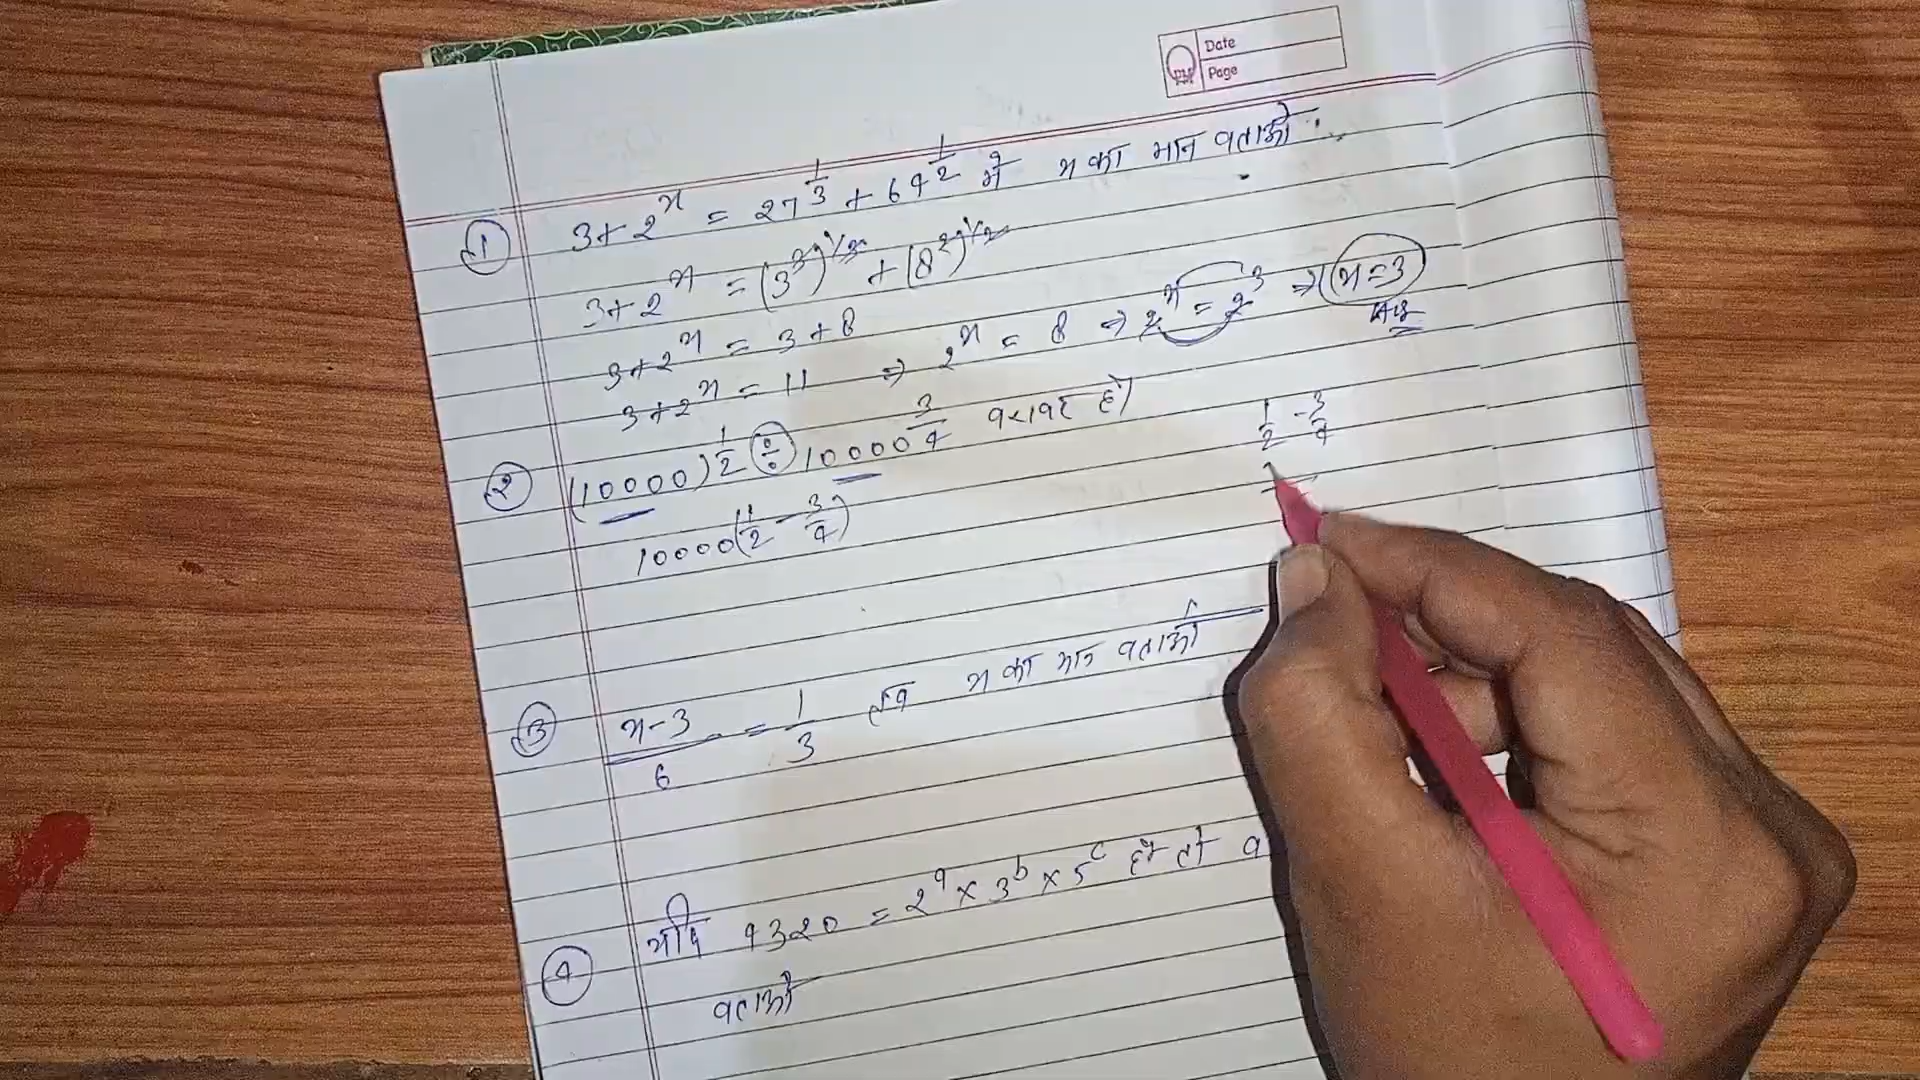 Date
Page
① 3+2^x = 27^1/3 + 64^1/2 में x का मान बताओ
3+2^x = (3^3)^1/3 + (8^2)^1/2
3+2^x = 3+8
3+2^x = 11 ⇒ 2^x = 8 ⇒ 2^x = 2^3 ⇒ x=3
Ans
② (10000)^1/2 ÷ 10000^3/4 बराबर है।
10000(1/2 - 3/4)
1/2 - 3/4
③ x-3/6 = 1/3 तब x का मान बताओ
④ यदि 4320 = 2^a × 3^b × 5^c हो तो
बताओ